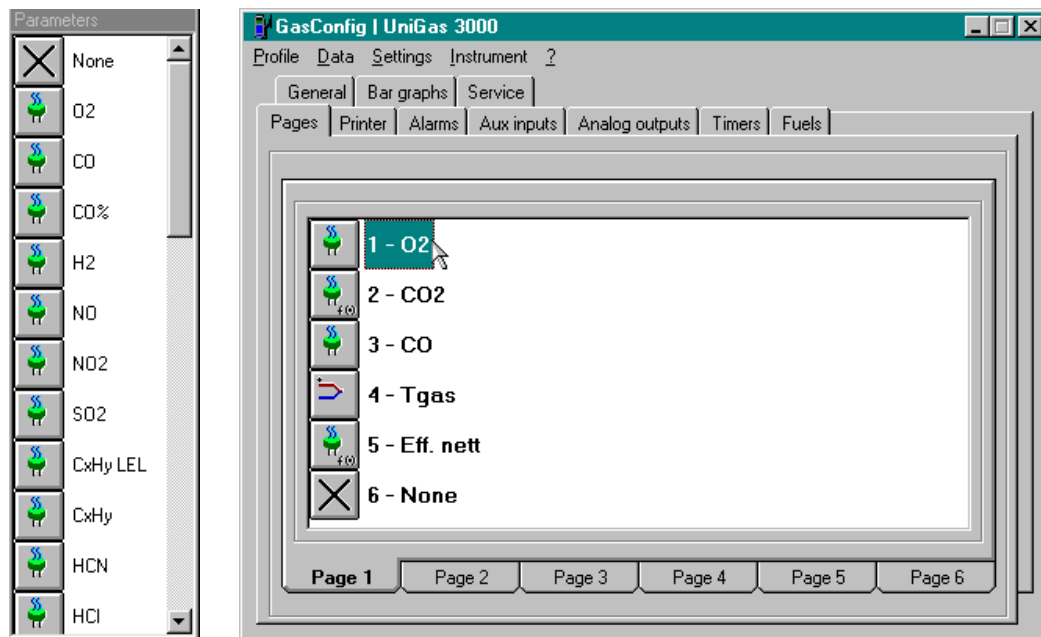 Parameters
None
O2
CO
CO%
H2
NO
NO2
SO2
CxHy LEL
CxHy
HCN
HCl
GasConfig | UniGas 3000
Profile Data Settings Instrument ?
General Bar graphs Service
Pages Printer Alarms Aux inputs Analog outputs Timers Fuels
1 - O2
2 - CO2
f(•)
3 - CO
4 - Tgas
5 - Eff. nett
f(•)
6 - None
Page 1 Page 2 Page 3 Page 4 Page 5 Page 6